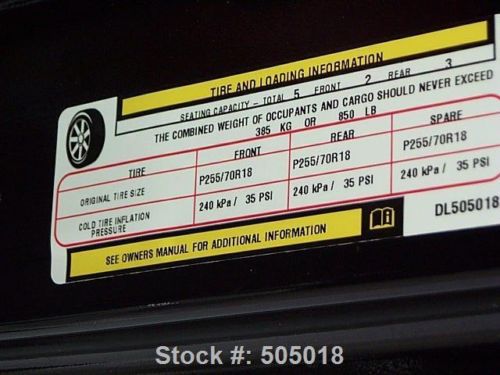 TIRE AND LOADING INFORMATION
SEATING CAPACITY - TOTAL 5 FRONT 2 REAR 3
THE COMBINED WEIGHT OF OCCUPANTS AND CARGO SHOULD NEVER EXCEED
385 KG OR 850 LB
TIRE FRONT REAR SPARE
ORIGINAL TIRE SIZE P255/70R18 P255/70R18 P255/70R18
COLD TIRE INFLATION PRESSURE 240 kPa / 35 PSI 240 kPa / 35 PSI 240 kPa / 35 PSI
SEE OWNERS MANUAL FOR ADDITIONAL INFORMATION
DL505018
Stock #: 505018